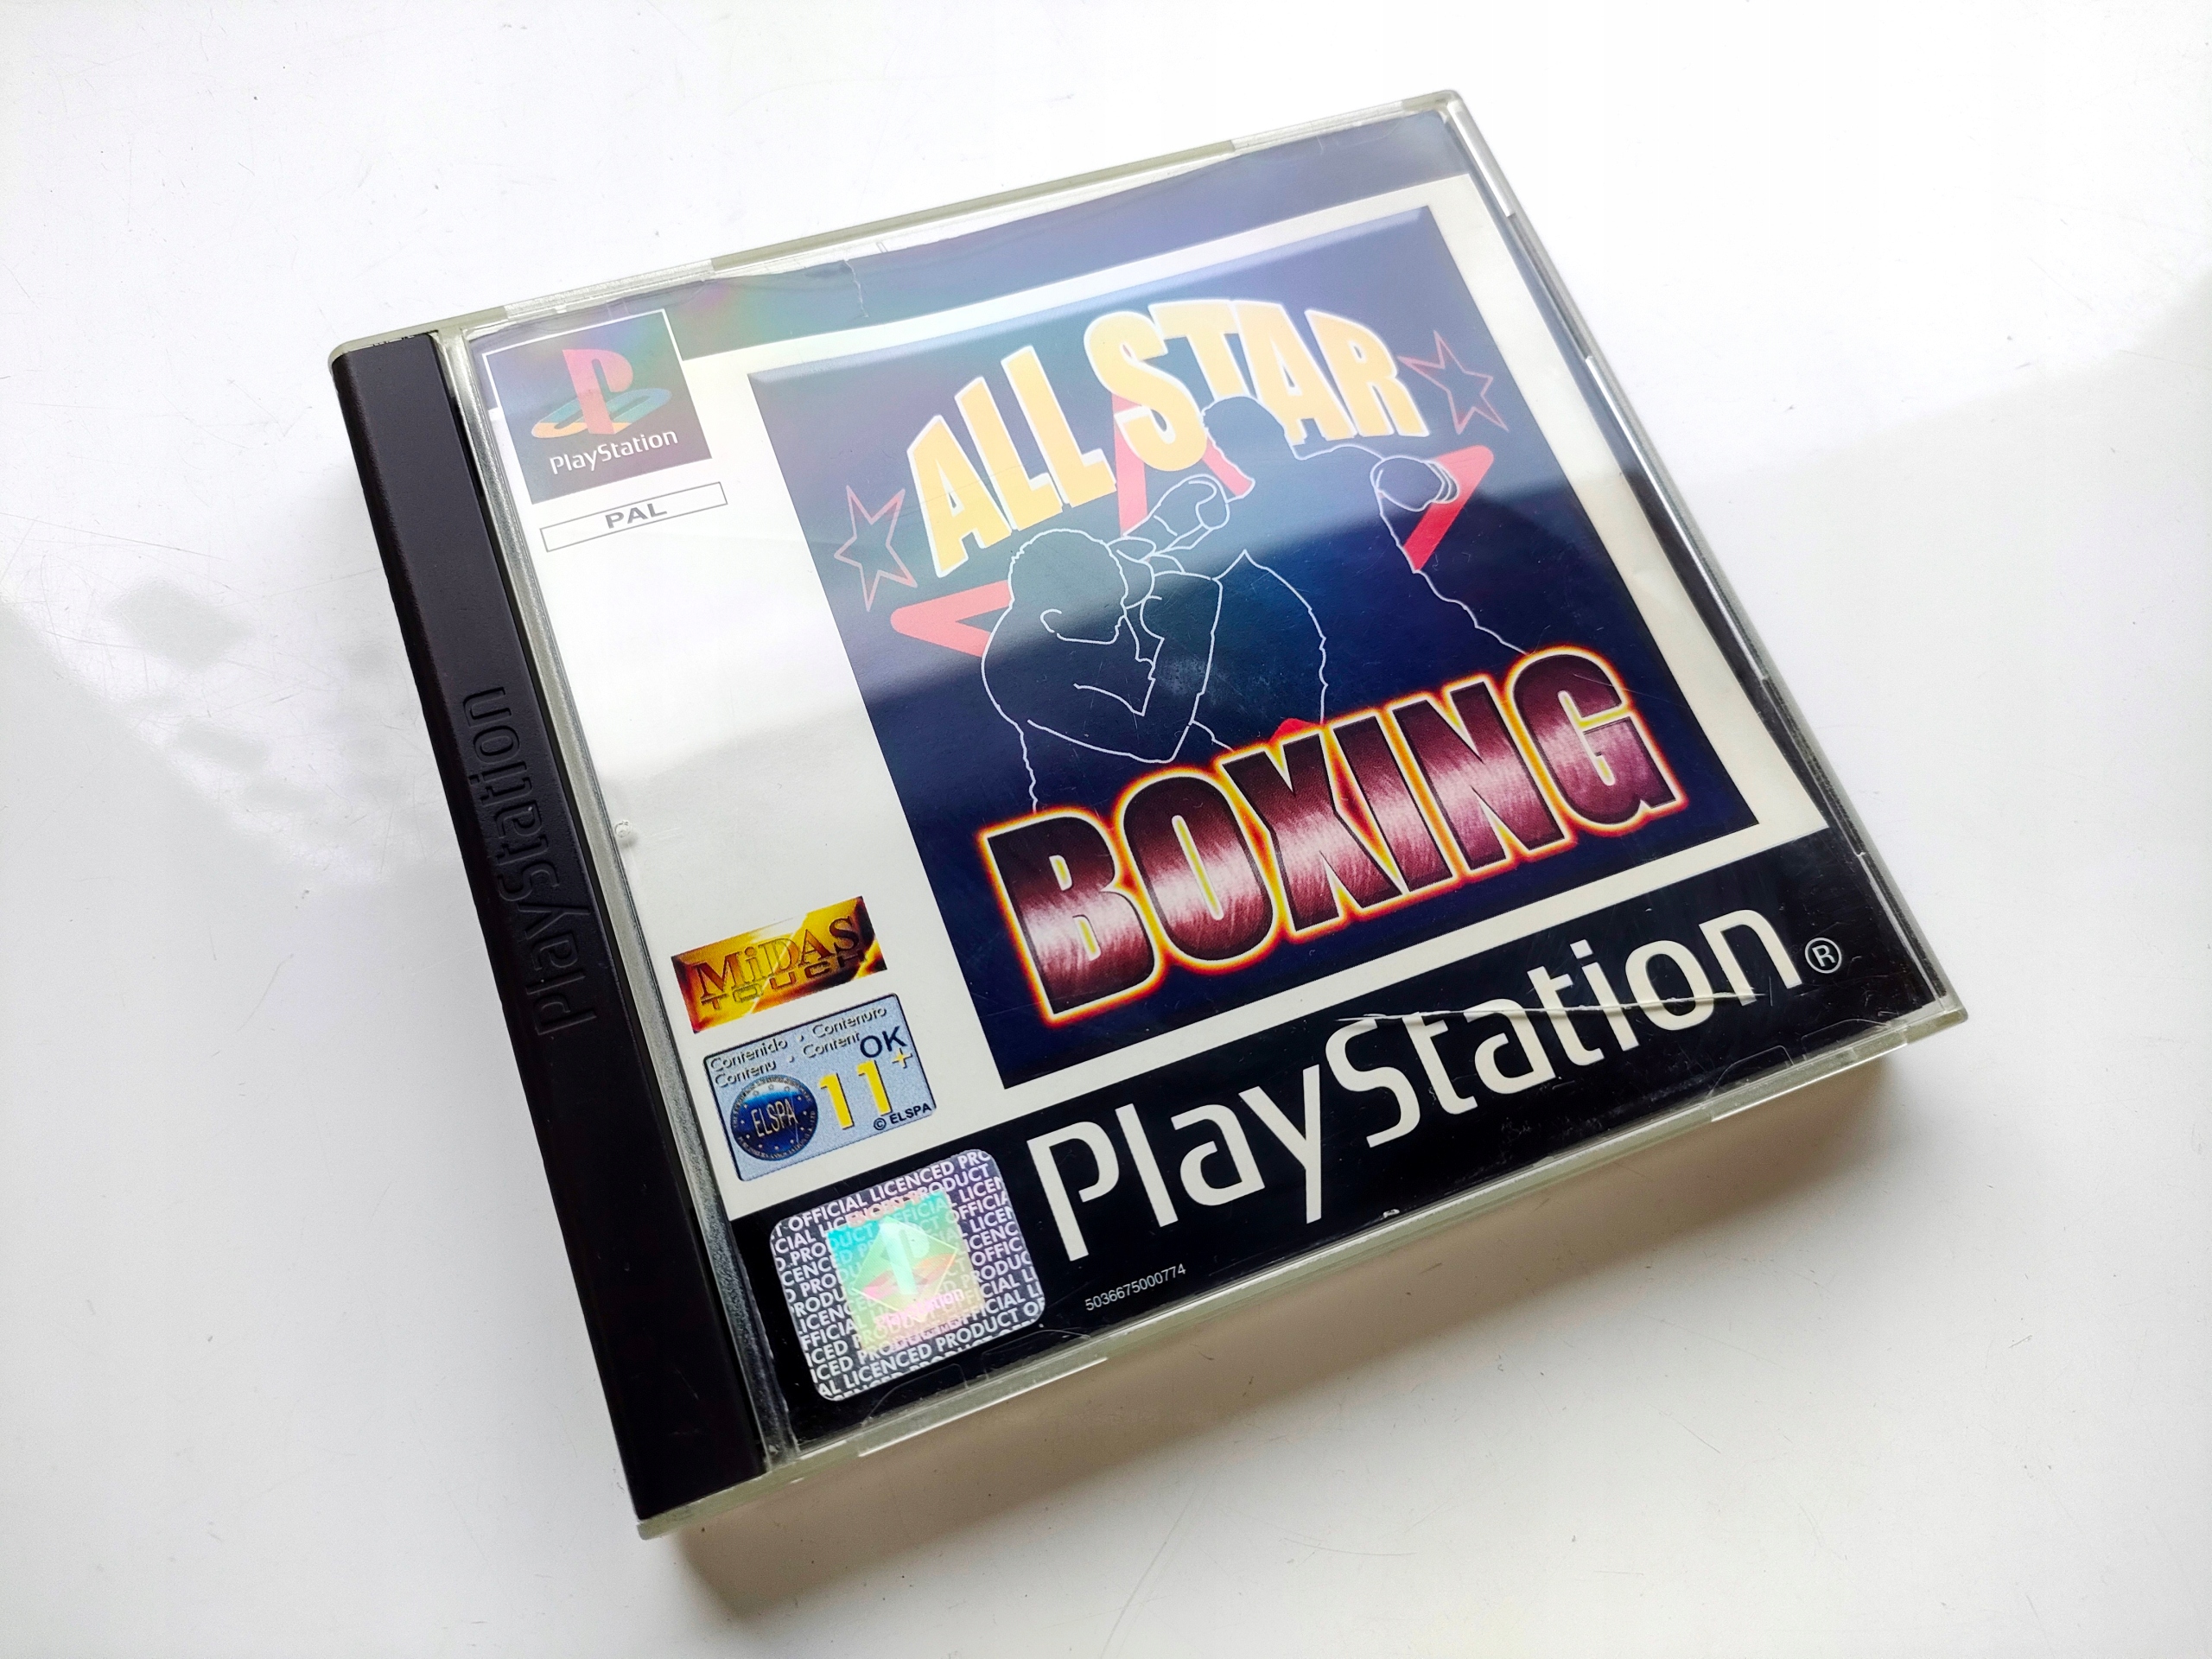 PlayStation
PlayStation
PAL
ALL STAR
BOXING
MiDAS
TOUCH
Contenido . Contenuto
Contenu . Content OK
ELSPA 11+
© ELSPA
PlayStation®
5036675000774
OFFICIAL LICENCED PRODUCT